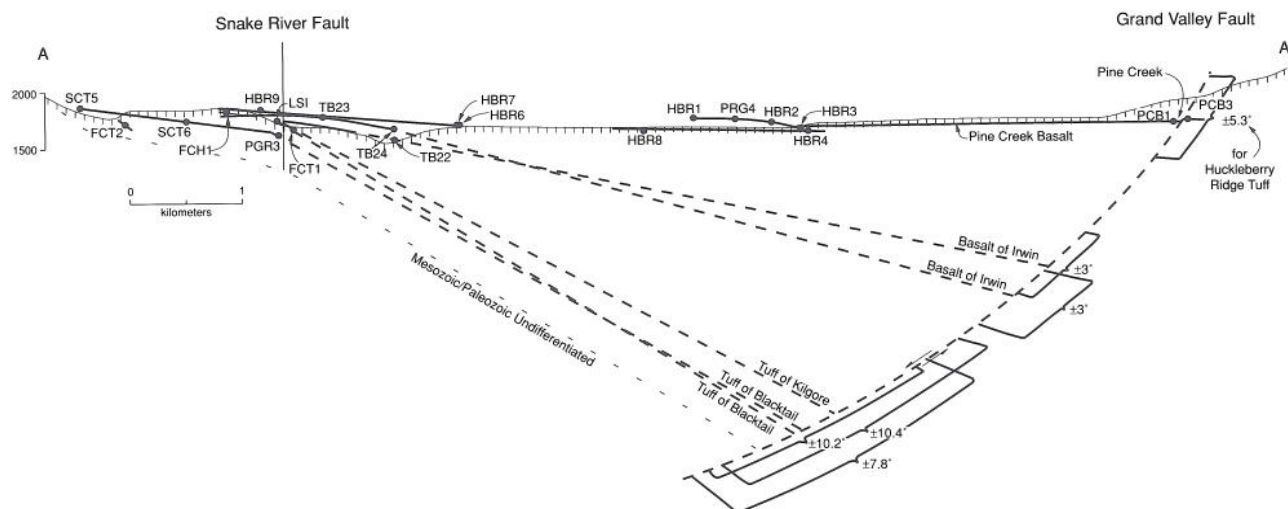 Snake River Fault
Grand Valley Fault
A
A
2000
1500
SCT5
FCT2
SCT6
HBR9
LSI
TB23
HBR7
HBR6
FCH1
PGR3
FCT1
TB24
TB22
HBR1
PRG4
HBR2
HBR3
HBR8
HBR4
Pine Creek Basalt
Pine Creek
PCB3
PCB1
±5.3°
for
Huckleberry
Ridge Tuff
0
1
kilometers
Basalt of Irwin
Basalt of Irwin
±3°
±3°
Mesozoic/Paleozoic Undifferentiated
Tuff of Kilgore
Tuff of Blacktail
Tuff of Blacktail
±10.2°
±10.4°
±7.8°